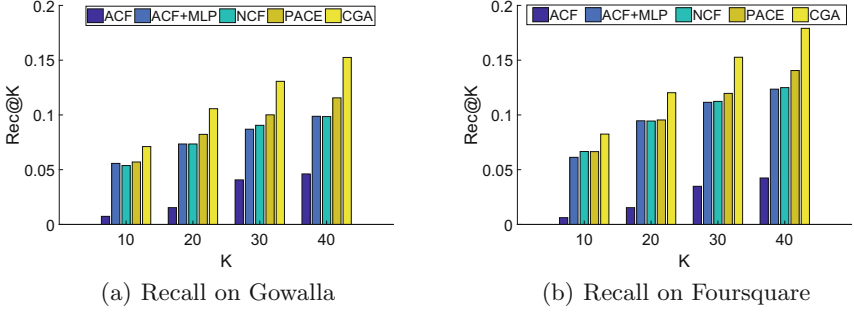 ACF ACF+MLP NCF PACE CGA
0.2
0.15
0.1
0.05
0
Rec@K
10 20 30 40
K
(a) Recall on Gowalla
ACF ACF+MLP NCF PACE CGA
0.2
0.15
0.1
0.05
0
Rec@K
10 20 30 40
K
(b) Recall on Foursquare